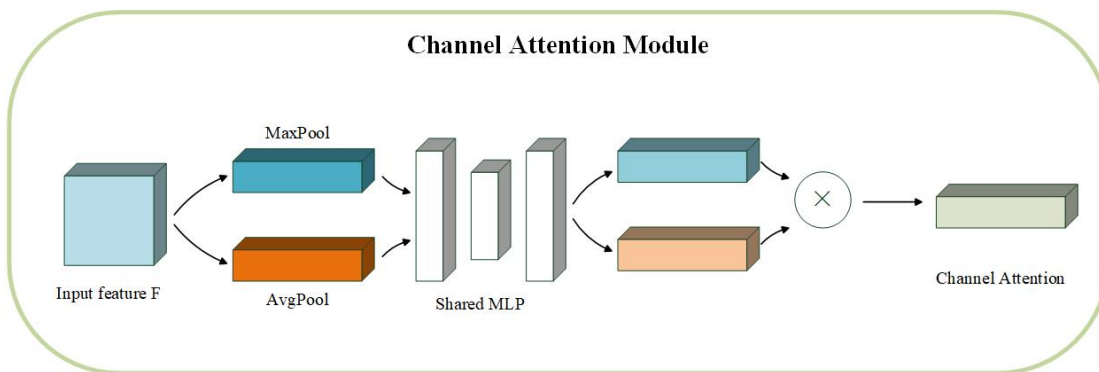 Channel Attention Module
MaxPool
Input feature F
AvgPool
Shared MLP
×
Channel Attention